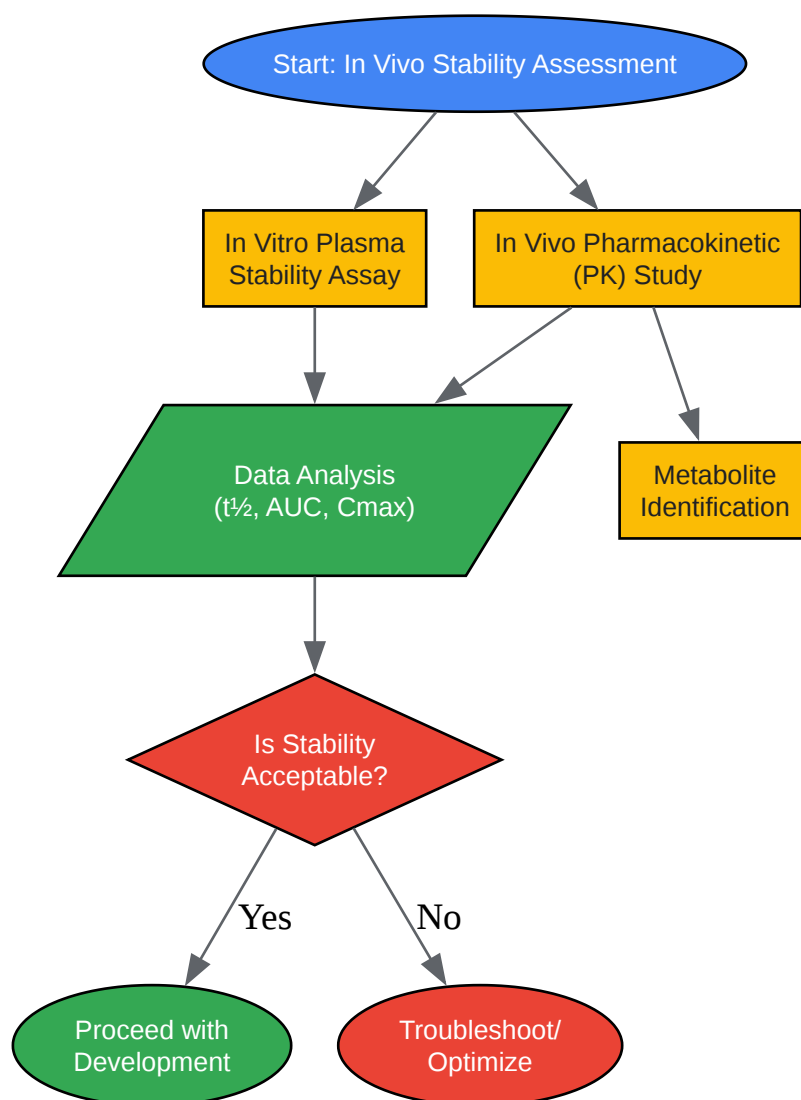 Start: In Vivo Stability Assessment
In Vitro Plasma
Stability Assay
In Vivo Pharmacokinetic
(PK) Study
Data Analysis
(t½, AUC, Cmax)
Metabolite
Identification
Is Stability
Acceptable?
Yes
No
Proceed with
Development
Troubleshoot/
Optimize